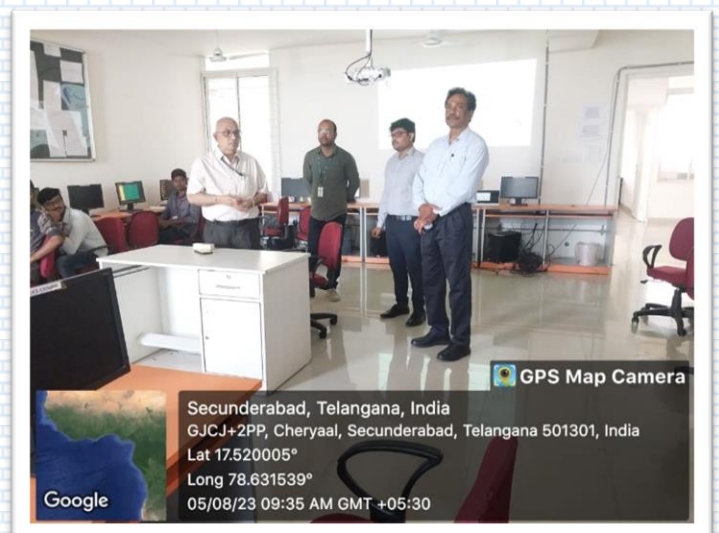 GPS Map Camera
Secunderabad, Telangana, India
GJCJ+2PP, Cheryaal, Secunderabad, Telangana 501301, India
Lat 17.520005°
Long 78.631539°
05/08/23 09:35 AM GMT +05:30
Google